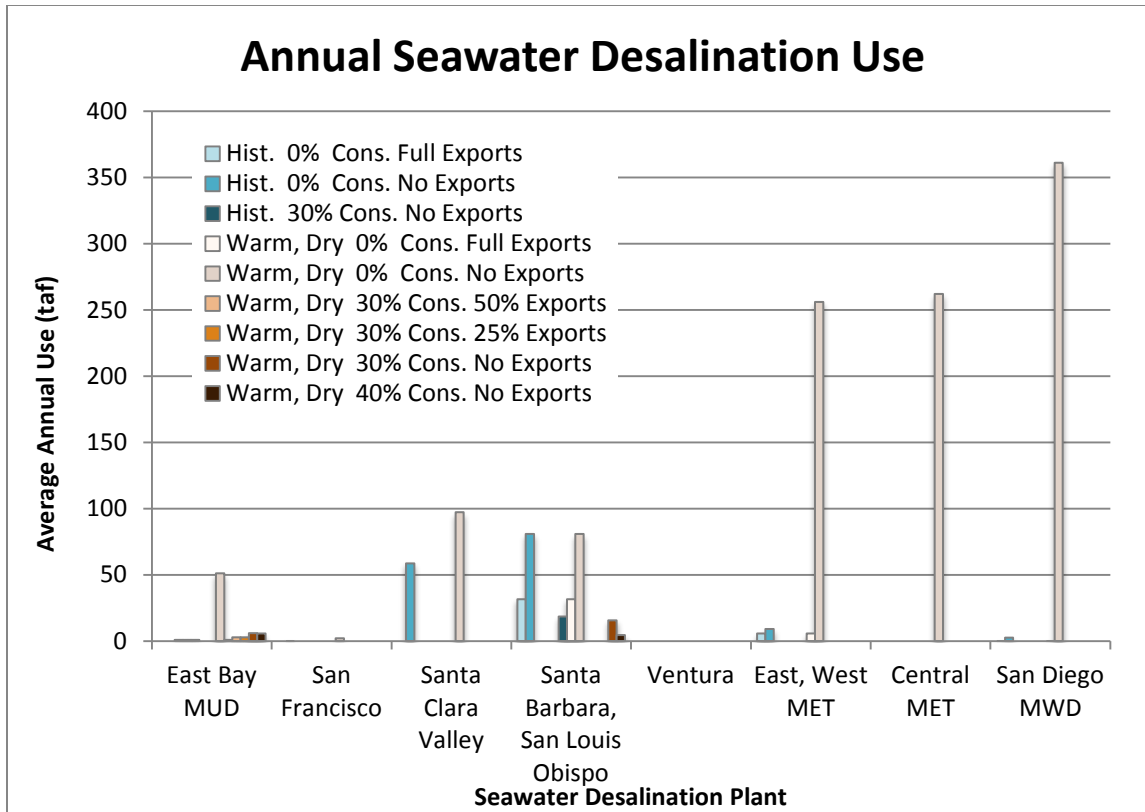 Annual Seawater Desalination Use
Average Annual Use (taf)
400
350
300
250
200
150
100
50
0
Hist. 0% Cons. Full Exports
Hist. 0% Cons. No Exports
Hist. 30% Cons. No Exports
Warm, Dry 0% Cons. Full Exports
Warm, Dry 0% Cons. No Exports
Warm, Dry 30% Cons. 50% Exports
Warm, Dry 30% Cons. 25% Exports
Warm, Dry 30% Cons. No Exports
Warm, Dry 40% Cons. No Exports
East Bay
MUD
San
Francisco
Santa
Clara
Valley
Santa
Barbara,
San Louis
Obispo
Ventura
East, West
MET
Central
MET
San Diego
MWD
Seawater Desalination Plant